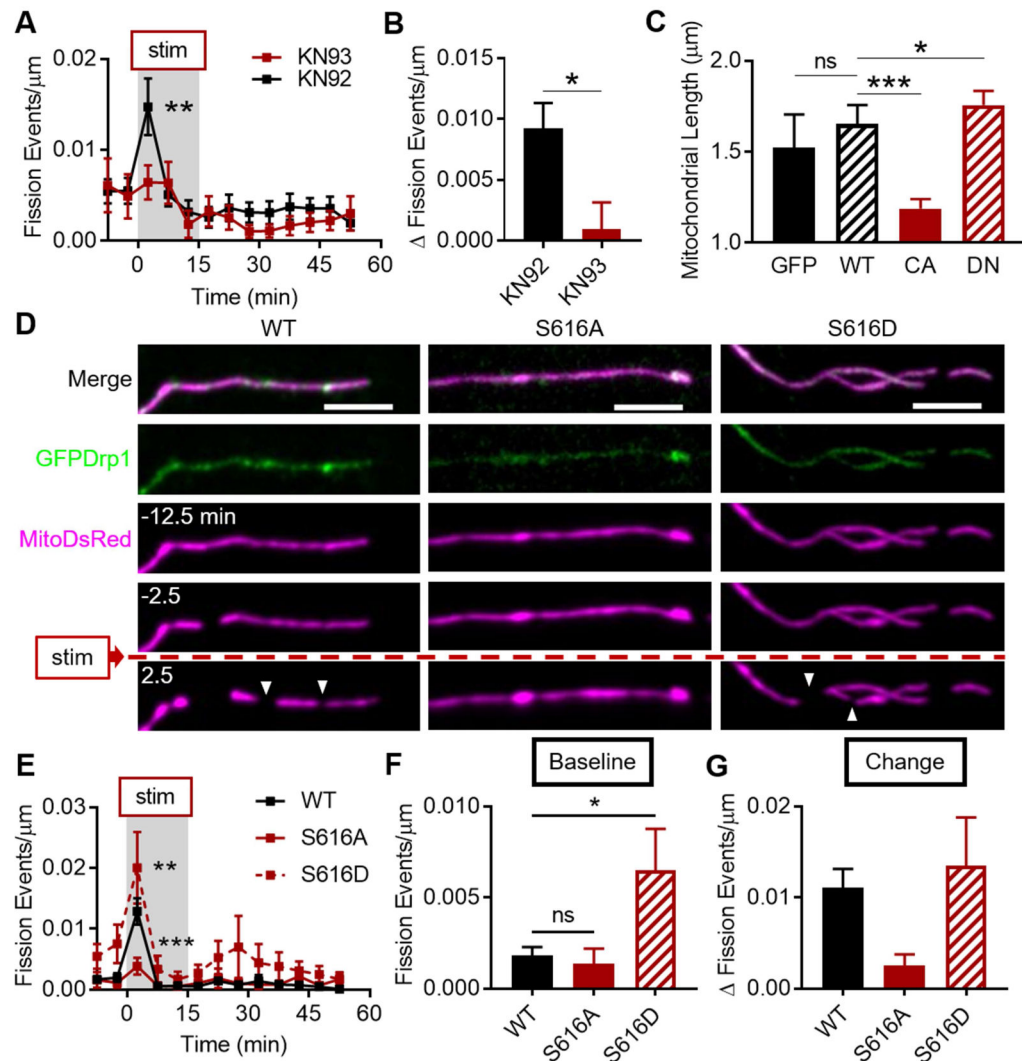 A
stim
KN93
KN92
**
Fission Events/μm
0.02
0.01
0.00
0 15 30 45 60
Time (min)
B
*
Δ Fission Events/μm
0.015
0.010
0.005
0.000
KN92
KN93
C
Mitochondrial Length (μm)
ns
*
***
2.0
1.5
1.0
GFP WT CA DN
D
WT S616A S616D
Merge
GFPDrp1
MitoDsRed
-12.5 min
-2.5
stim
2.5
E
stim
WT
S616A
S616D
**
***
Fission Events/μm
0.03
0.02
0.01
0.00
0 15 30 45 60
Time (min)
F
Baseline
*
ns
Fission Events/μm
0.010
0.005
0.000
WT
S616A
S616D
G
Change
Δ Fission Events/μm
0.02
0.01
0.00
WT
S616A
S616D